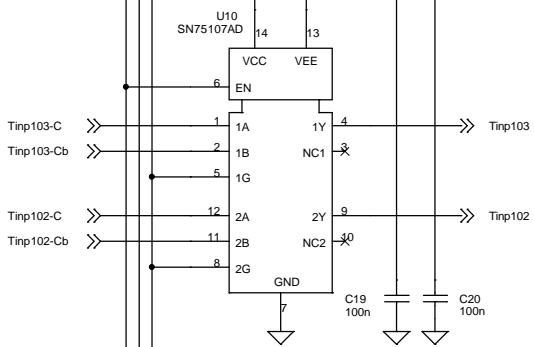 U10
SN75107AD
14 13
VCC VEE
6 EN
Tinp103-C 1 1A 1Y 4 Tinp103
Tinp103-Cb 2 1B NC1 3
5 1G
Tinp102-C 12 2A 2Y 9 Tinp102
Tinp102-Cb 11 2B NC2 10
8 2G
GND
7
C19 C20
100n 100n